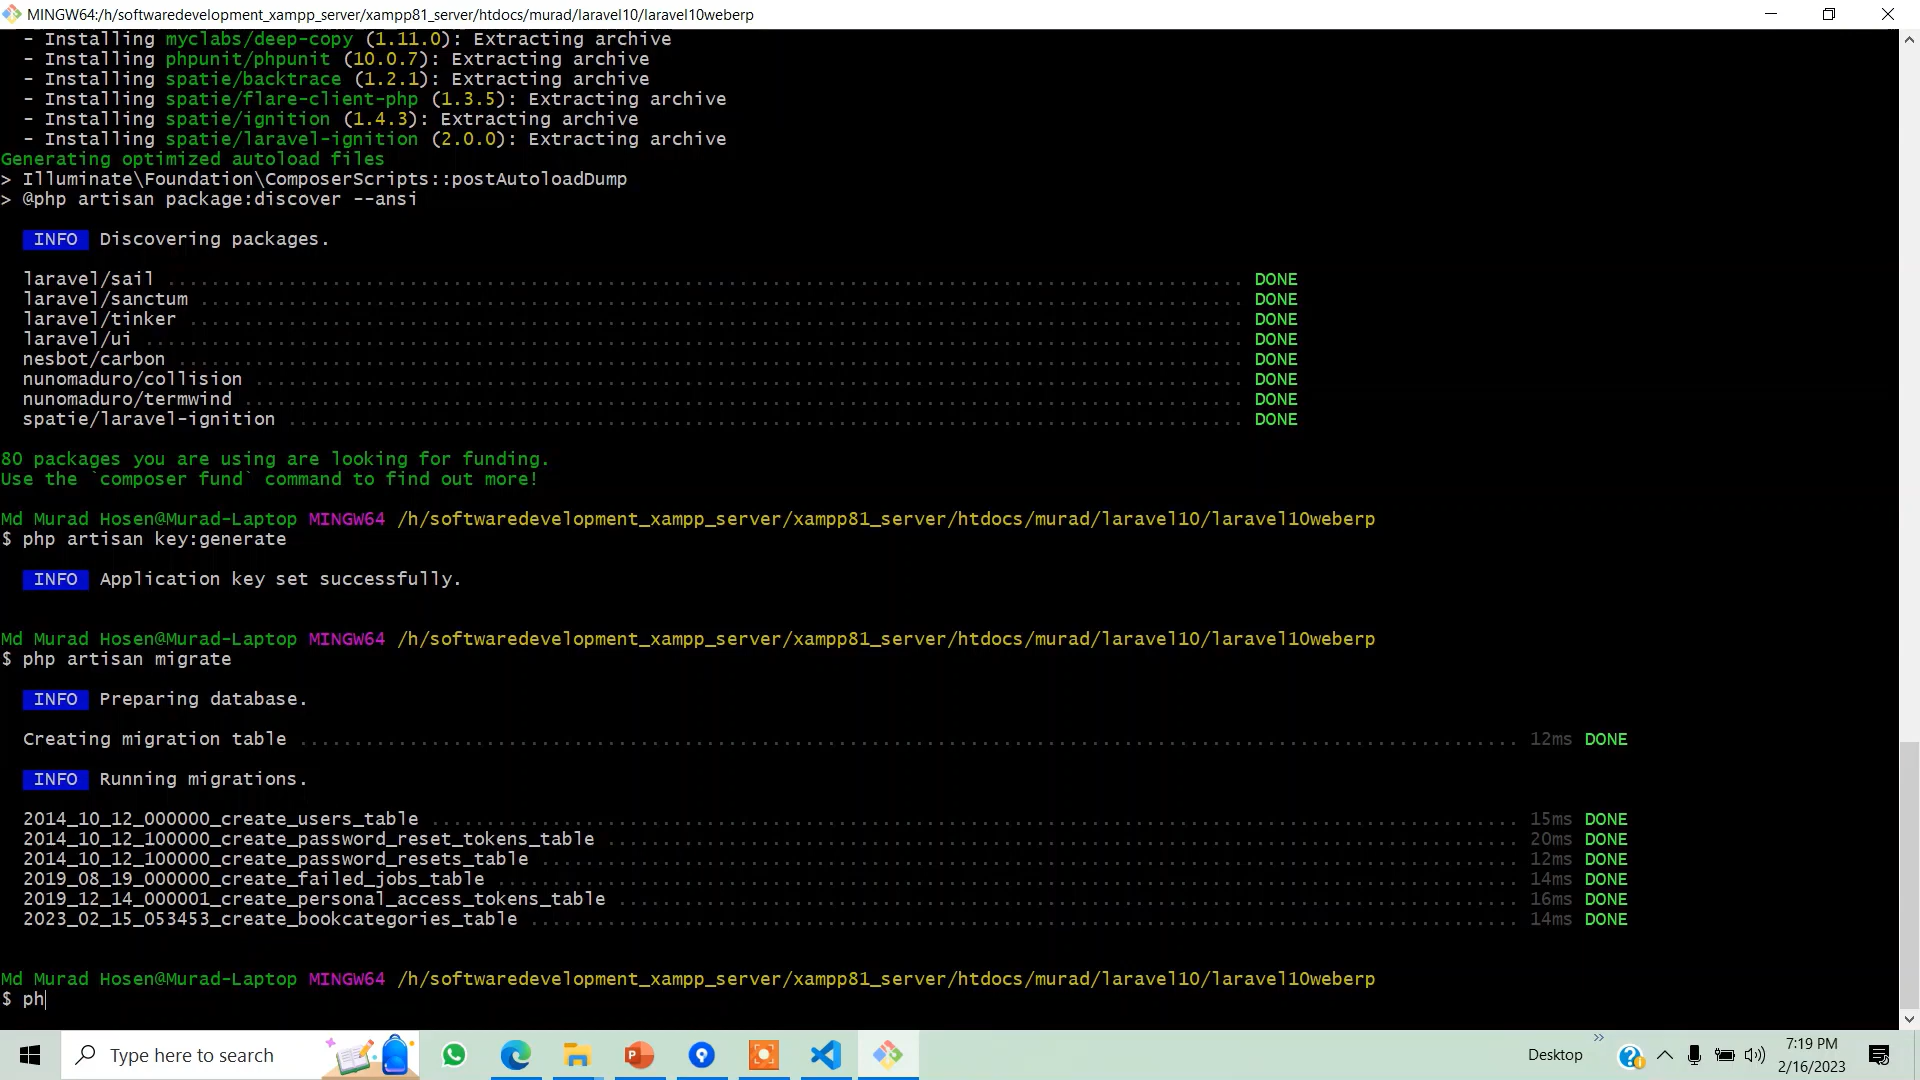 MINGW64:/h/softwaredevelopment_xampp_server/xampp81_server/htdocs/murad/laravel10/laravel10weberp
- Installing myclabs/deep-copy (1.11.0): Extracting archive
- Installing phpunit/phpunit (10.0.7): Extracting archive
- Installing spatie/backtrace (1.2.1): Extracting archive
- Installing spatie/flare-client-php (1.3.5): Extracting archive
- Installing spatie/ignition (1.4.3): Extracting archive
- Installing spatie/laravel-ignition (2.0.0): Extracting archive
Generating optimized autoload files
> Illuminate\Foundation\ComposerScripts::postAutoloadDump
> @php artisan package:discover --ansi
INFO Discovering packages.
laravel/sail ........ DONE
laravel/sanctum ........ DONE
laravel/tinker ........ DONE
laravel/ui ........ DONE
nesbot/carbon ........ DONE
nunomaduro/collision ........ DONE
nunomaduro/termwind ........ DONE
spatie/laravel-ignition ........ DONE
80 packages you are using are looking for funding.
Use the `composer fund` command to find out more!
Md Murad Hosen@Murad-Laptop MINGW64 /h/softwaredevelopment_xampp_server/xampp81_server/htdocs/murad/laravel10/laravel10weberp
$ php artisan key:generate
INFO Application key set successfully.
Md Murad Hosen@Murad-Laptop MINGW64 /h/softwaredevelopment_xampp_server/xampp81_server/htdocs/murad/laravel10/laravel10weberp
$ php artisan migrate
INFO Preparing database.
Creating migration table ........ 12ms DONE
INFO Running migrations.
2014_10_12_000000_create_users_table ........ 15ms DONE
2014_10_12_100000_create_password_reset_tokens_table ........ 20ms DONE
2014_10_12_100000_create_password_resets_table ........ 12ms DONE
2019_08_19_000000_create_failed_jobs_table ........ 14ms DONE
2019_12_14_000001_create_personal_access_tokens_table ........ 16ms DONE
2023_02_15_053453_create_bookcategories_table ........ 14ms DONE
Md Murad Hosen@Murad-Laptop MINGW64 /h/softwaredevelopment_xampp_server/xampp81_server/htdocs/murad/laravel10/laravel10weberp
$ ph
Type here to search
Desktop
7:19 PM
2/16/2023